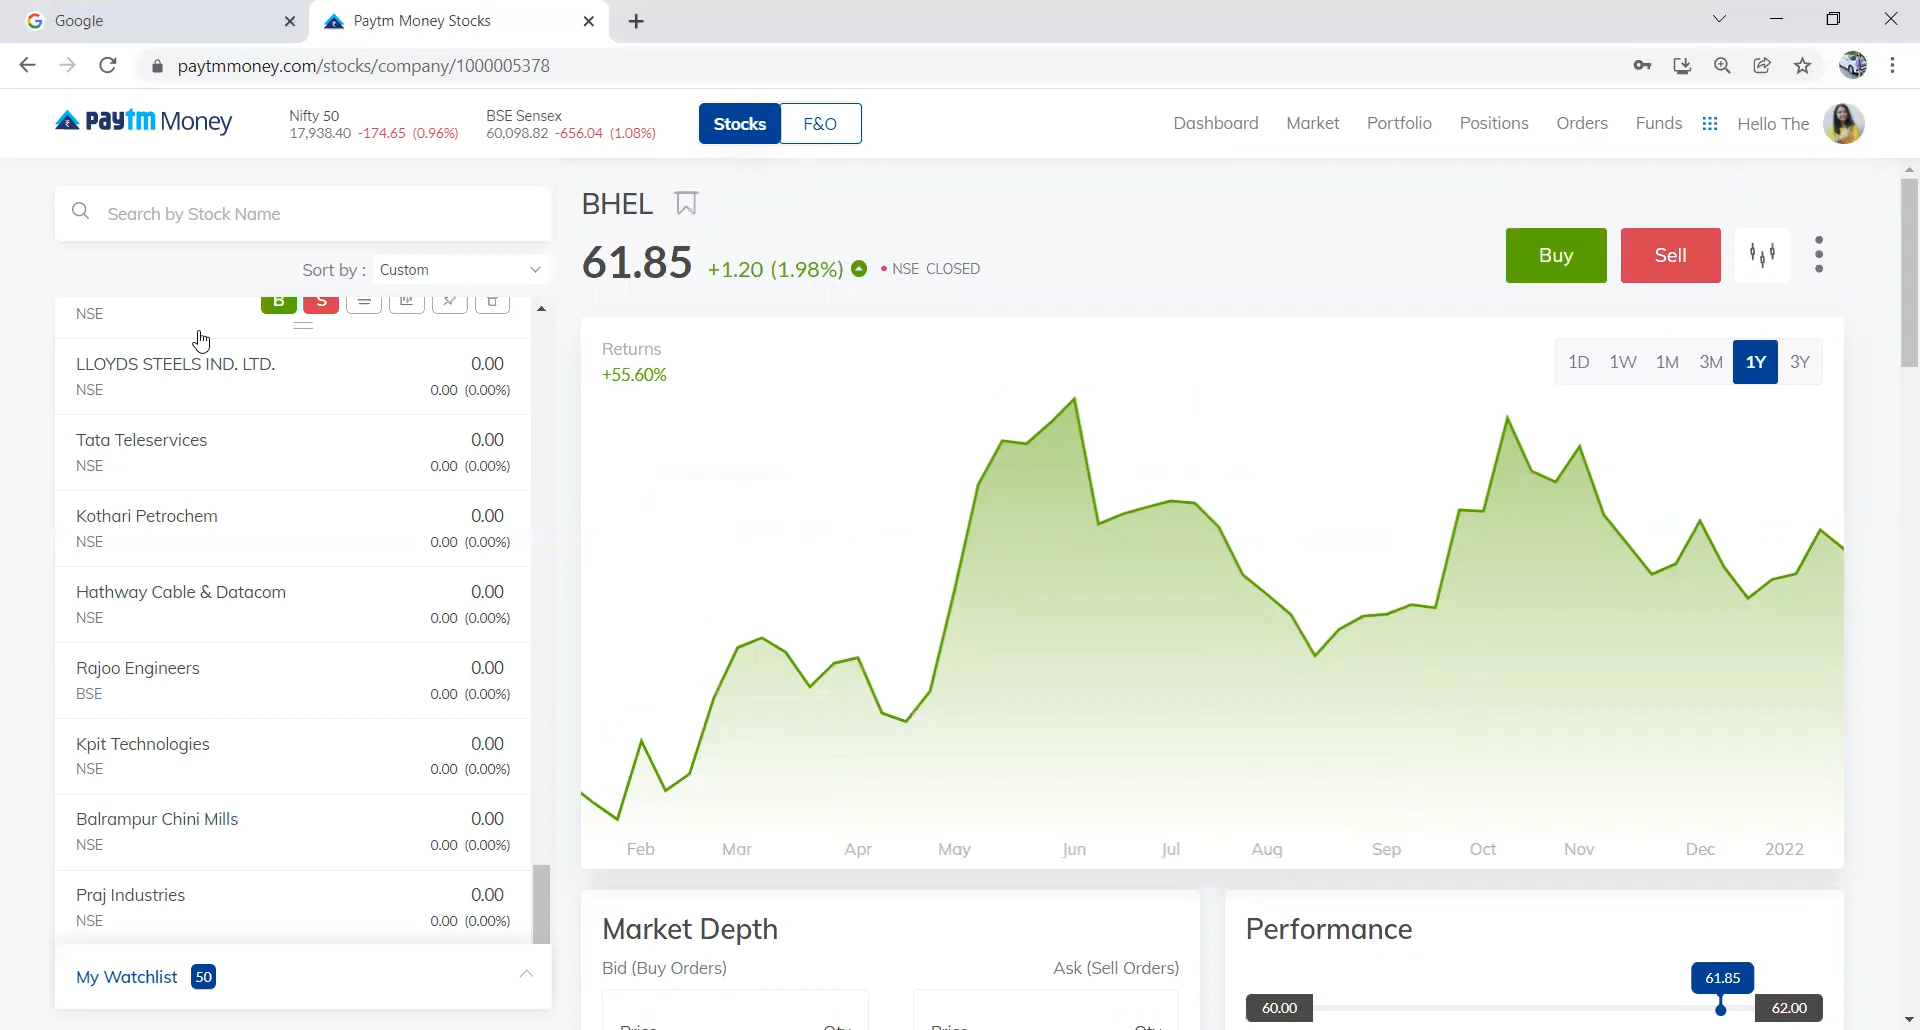 Google
Paytm Money Stocks
paytmmoney.com/stocks/company/1000005378
paytm Money
Nifty 50
17,938.40 -174.65 (0.96%)
BSE Sensex
60,098.82 -656.04 (1.08%)
Stocks
F&O
Dashboard
Market
Portfolio
Positions
Orders
Funds
Hello The
Search by Stock Name
Sort by : Custom
B
S
NSE
LLOYDS STEELS IND. LTD. 0.00
NSE 0.00 (0.00%)
Tata Teleservices 0.00
NSE 0.00 (0.00%)
Kothari Petrochem 0.00
NSE 0.00 (0.00%)
Hathway Cable & Datacom 0.00
NSE 0.00 (0.00%)
Rajoo Engineers 0.00
BSE 0.00 (0.00%)
Kpit Technologies 0.00
NSE 0.00 (0.00%)
Balrampur Chini Mills 0.00
NSE 0.00 (0.00%)
Praj Industries 0.00
NSE 0.00 (0.00%)
My Watchlist 50
BHEL
61.85 +1.20 (1.98%) • NSE CLOSED
Buy
Sell
Returns
+55.60%
1D 1W 1M 3M 1Y 3Y
Feb Mar Apr May Jun Jul Aug Sep Oct Nov Dec 2022
Market Depth
Bid (Buy Orders) Ask (Sell Orders)
Price Qty Price Qty
Performance
61.85
60.00 62.00